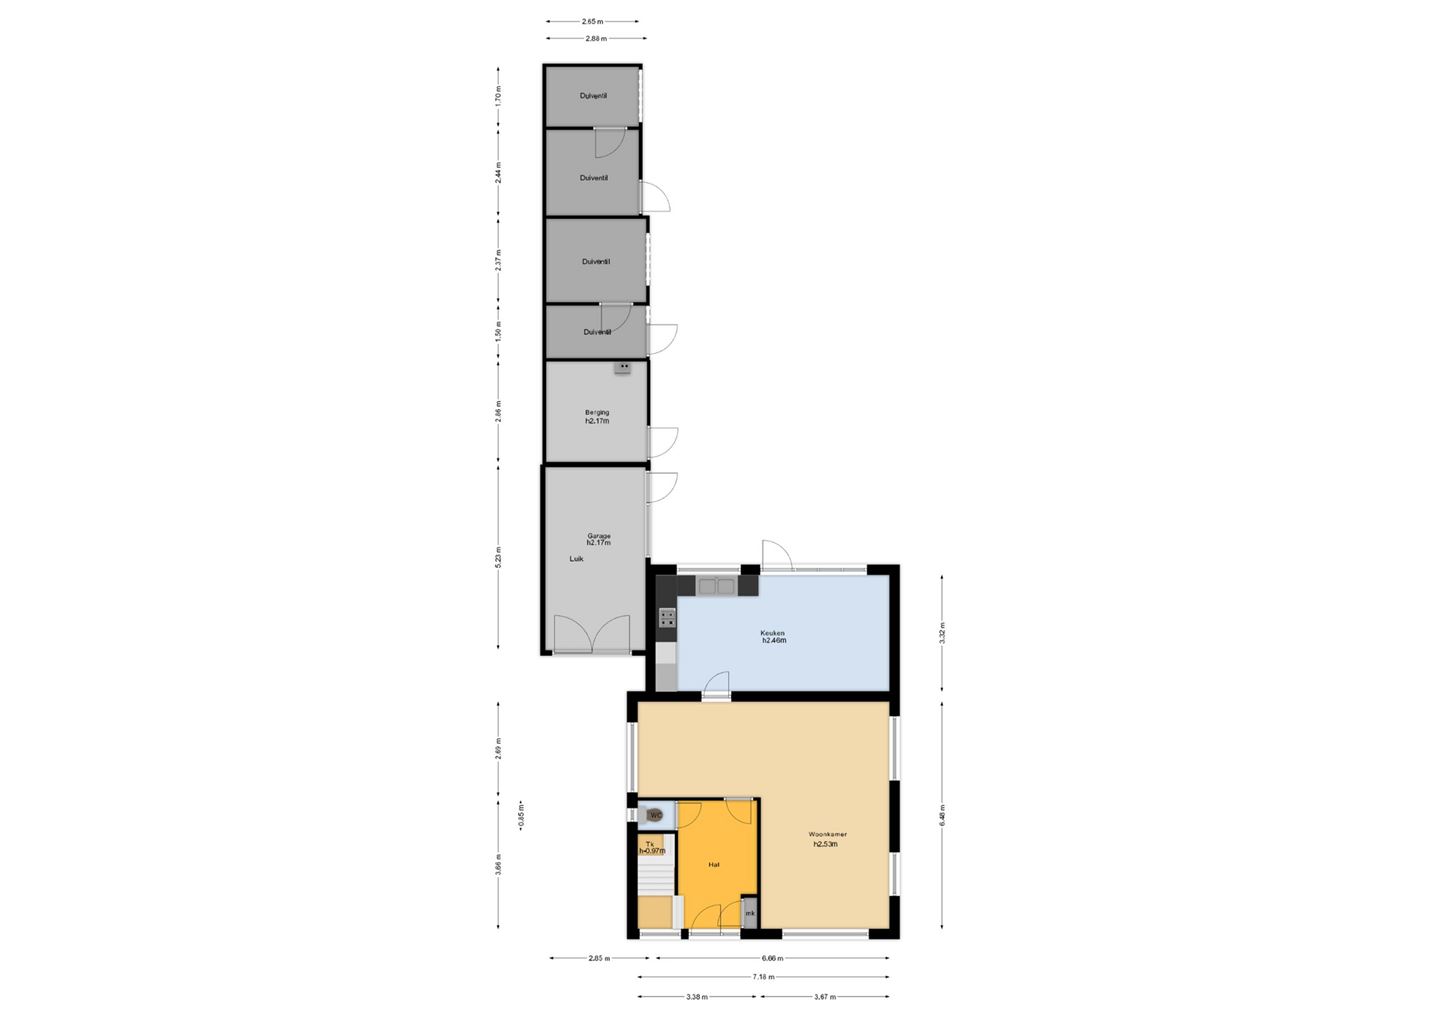 2.65 m
2.88 m
Duiventil
1.70 m
Duiventil
2.44 m
Duiventil
2.37 m
Duiventil
1.50 m
Berging
h2.17m
2.86 m
Garage
h2.17m
Luik
5.23 m
Keuken
h2.46m
3.32 m
2.69 m
0.85 m
WC
6.48 m
Woonkamer
h2.53m
Tk
h-0.97m
Hal
3.66 m
mk
2.85 m
6.66 m
7.18 m
3.38 m
3.67 m